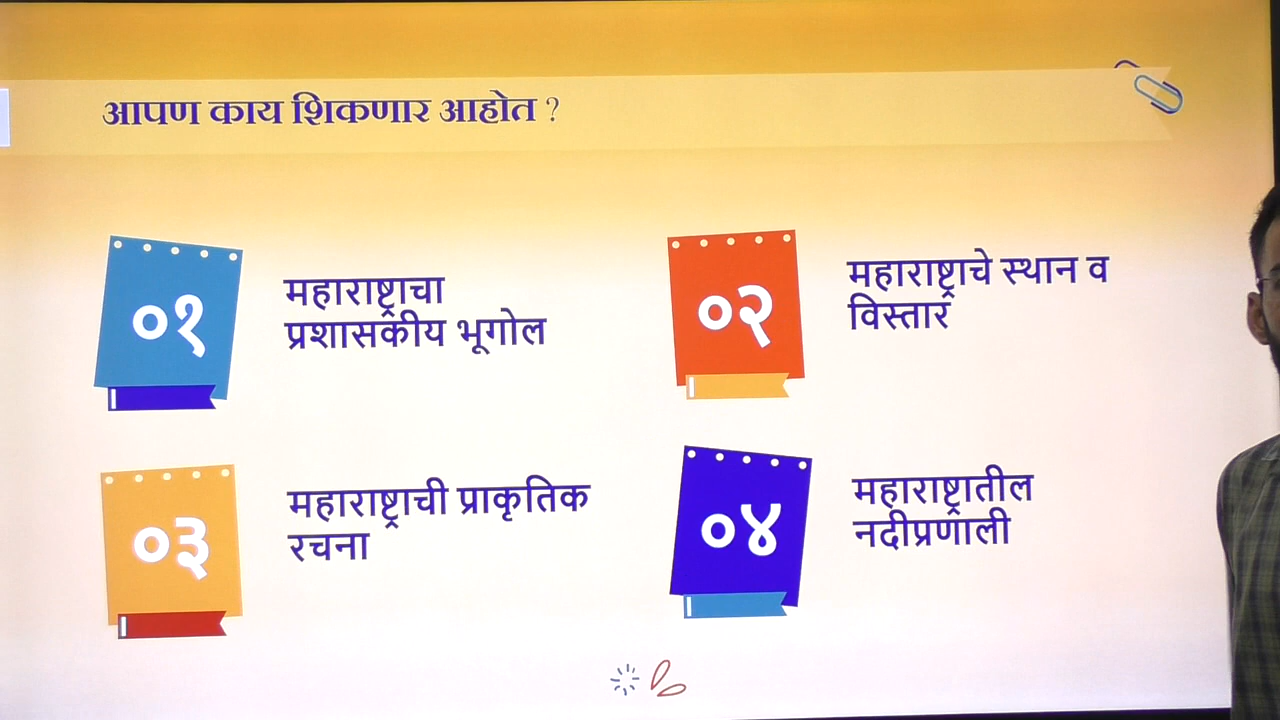 आपण काय शिकणार आहोत ?
०१
महाराष्ट्राचा
प्रशासकीय भूगोल
०२
महाराष्ट्राचे स्थान व
विस्तार
०३
महाराष्ट्राची प्राकृतिक
रचना
०४
महाराष्ट्रातील
नदीप्रणाली